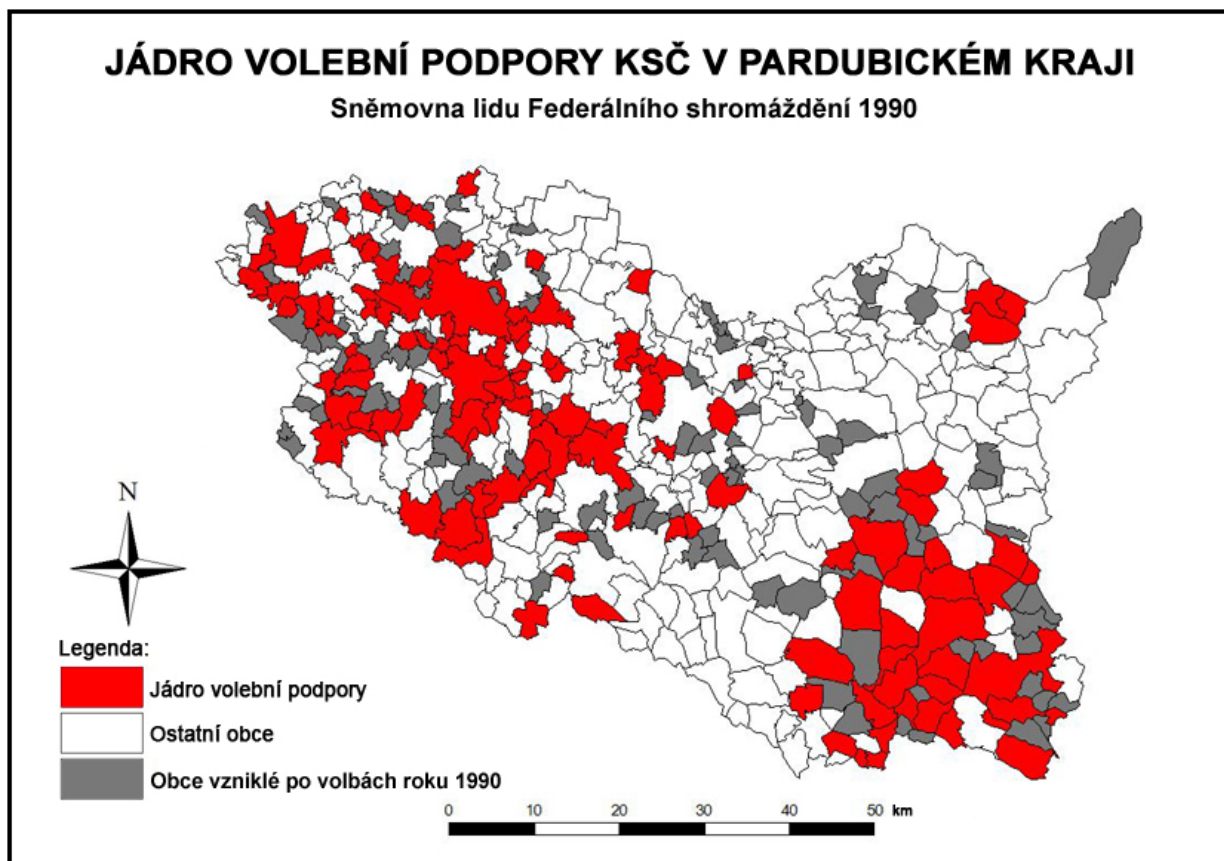 JÁDRO VOLEBNÍ PODPORY KSČ V PARDUBICKÉM KRAJI
Sněmovna lidu Federálního shromáždění 1990
N
Legenda:
Jádro volební podpory
Ostatní obce
Obce vzniklé po volbách roku 1990
0 10 20 30 40 50 km